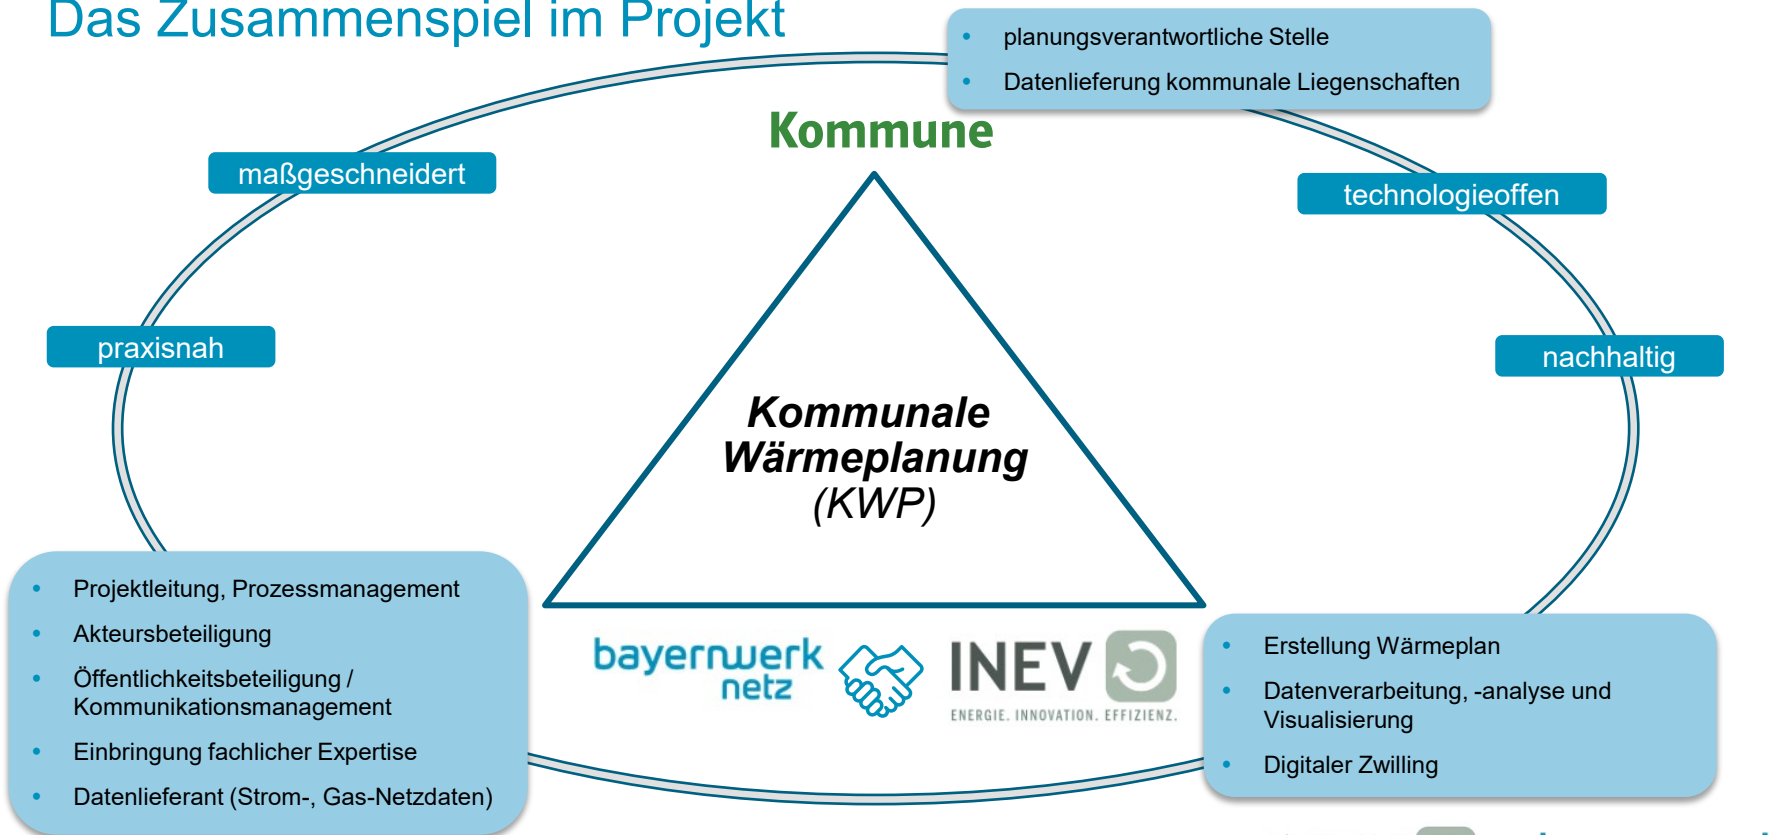 Das Zusammenspiel im Projekt
• planungsverantwortliche Stelle
• Datenlieferung kommunale Liegenschaften
Kommune
maßgeschneidert
technologieoffen
praxisnah
nachhaltig
Kommunale
Wärmeplanung
(KWP)
• Projektleitung, Prozessmanagement
• Akteursbeteiligung
• Öffentlichkeitsbeteiligung /
Kommunikationsmanagement
• Einbringung fachlicher Expertise
• Datenlieferant (Strom-, Gas-Netzdaten)
bayernwerk
netz
INEV
ENERGIE. INNOVATION. EFFIZIENZ.
• Erstellung Wärmeplan
• Datenverarbeitung, -analyse und
Visualisierung
• Digitaler Zwilling